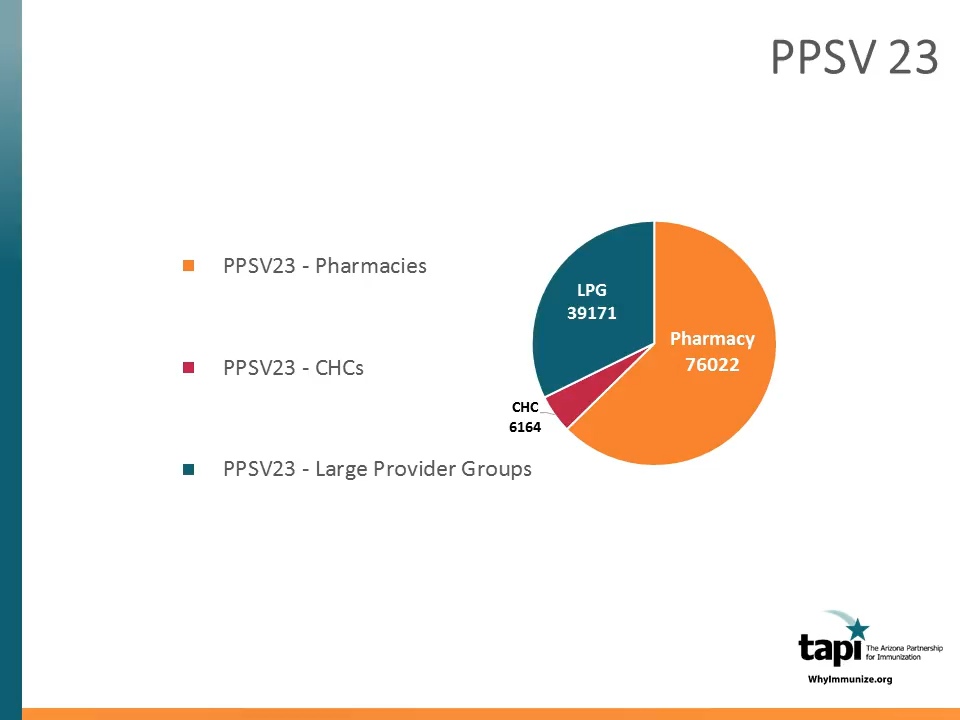 PPSV 23
PPSV23 - Pharmacies
PPSV23 - CHCs
PPSV23 - Large Provider Groups
LPG
39171
Pharmacy
76022
CHC
6164
tapi
The Arizona Partnership
for Immunization
WhyImmunize.org